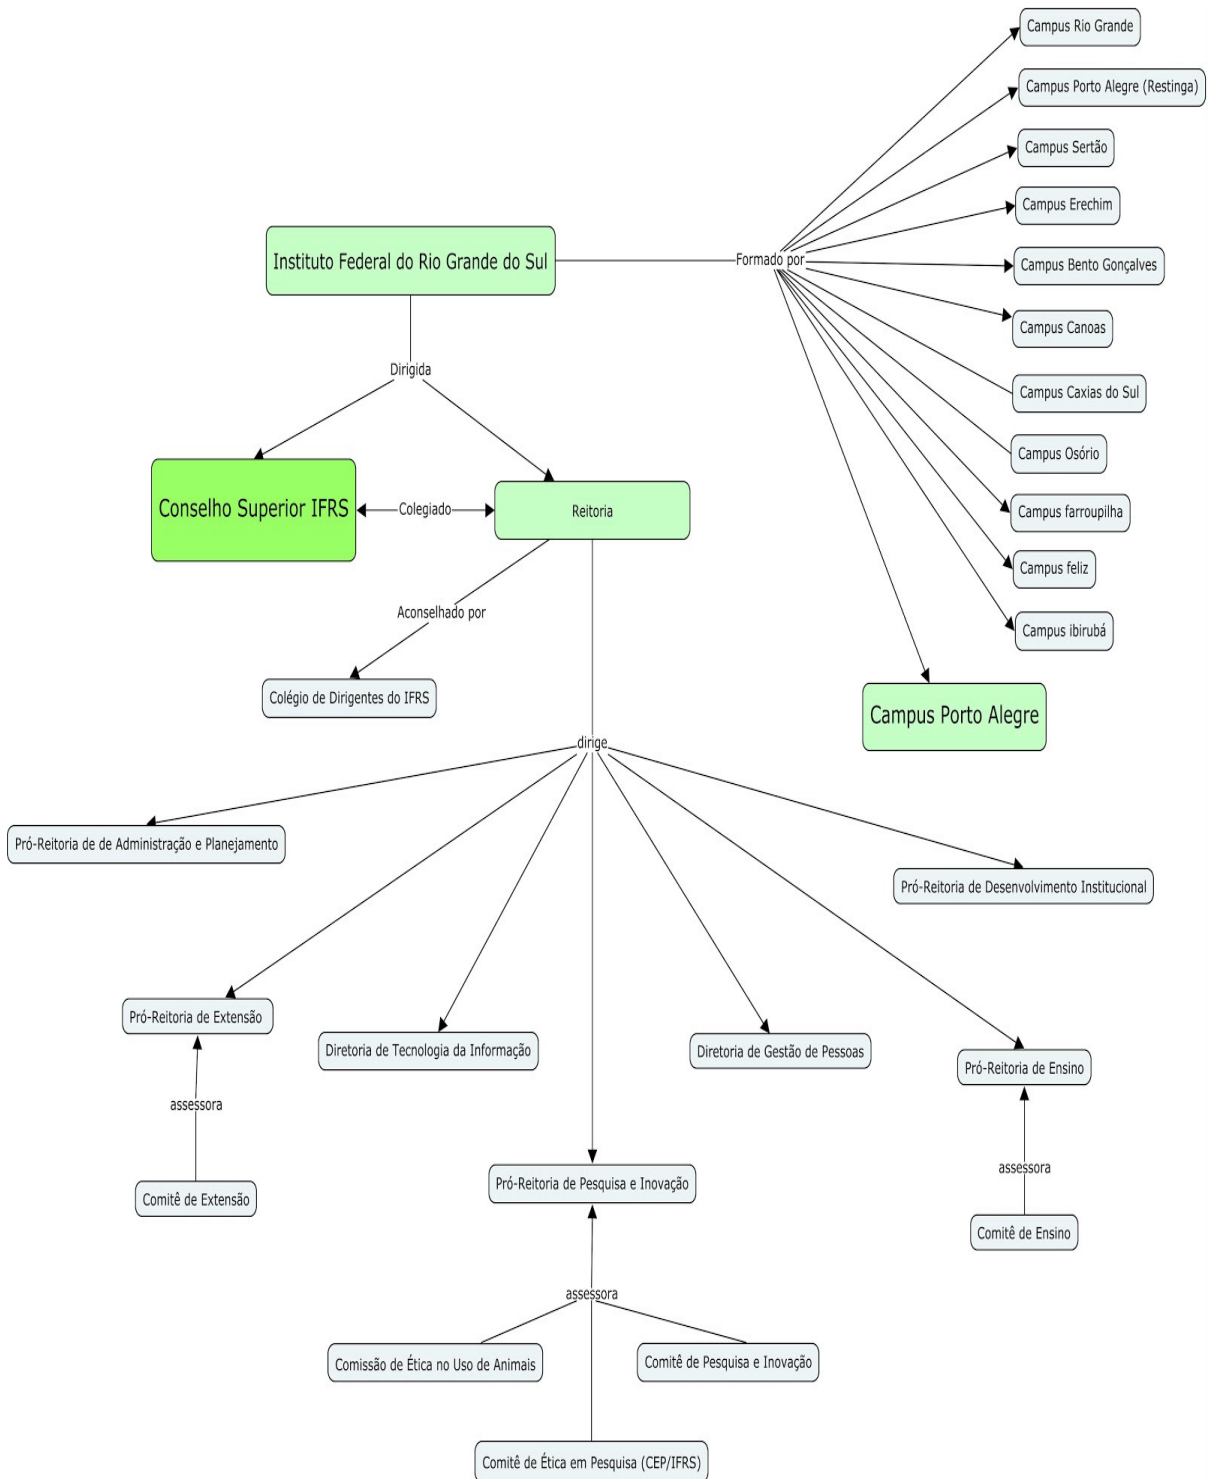 Campus Rio Grande
Campus Porto Alegre (Restinga)
Campus Sertão
Campus Erechim
Instituto Federal do Rio Grande do Sul
Formado por
Campus Bento Gonçalves
Campus Canoas
Dirigida
Campus Caxias do Sul
Campus Osório
Conselho Superior IFRS
Colegiado
Reitoria
Campus farroupilha
Campus feliz
Aconselhado por
Campus ibirubá
Colégio de Dirigentes do IFRS
Campus Porto Alegre
dirige
Pró-Reitoria de de Administração e Planejamento
Pró-Reitoria de Desenvolvimento Institucional
Pró-Reitoria de Extensão
Diretoria de Tecnologia da Informação
Diretoria de Gestão de Pessoas
Pró-Reitoria de Ensino
assessora
assessora
Pró-Reitoria de Pesquisa e Inovação
Comitê de Extensão
Comitê de Ensino
assessora
Comissão de Ética no Uso de Animais
Comitê de Pesquisa e Inovação
Comitê de Ética em Pesquisa (CEP/IFRS)